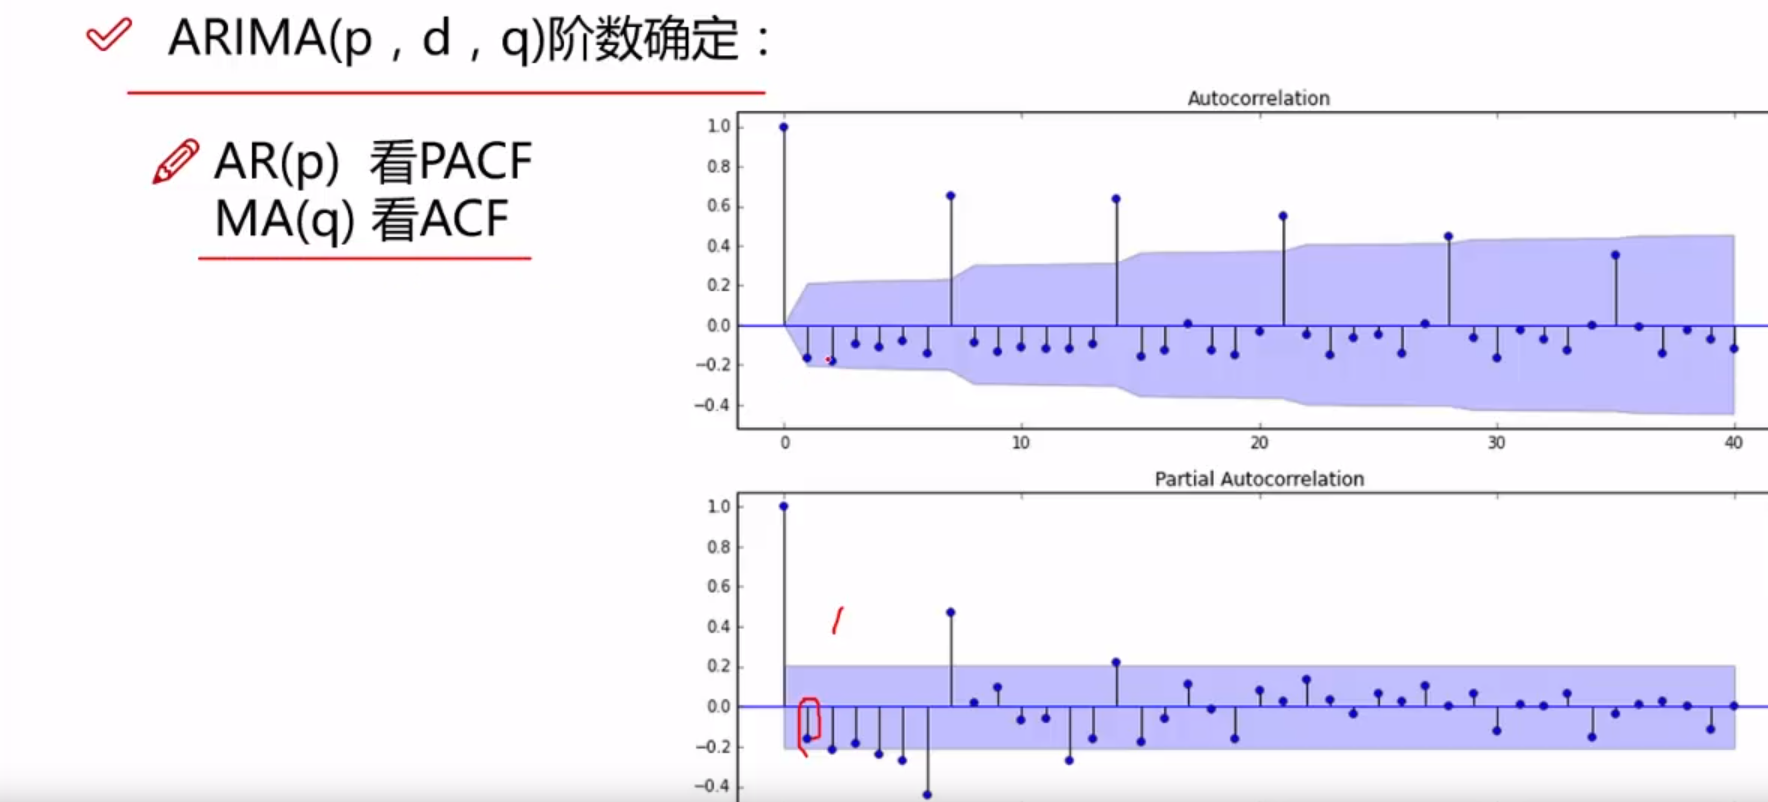 ARIMA(p，d，q)阶数确定：
AR(p) 看PACF
MA(q) 看ACF
Autocorrelation
1.0
0.8
0.6
0.4
0.2
0.0
−0.2
−0.4
0 10 20 30 40
Partial Autocorrelation
1.0
0.8
0.6
0.4
0.2
0.0
−0.2
−0.4